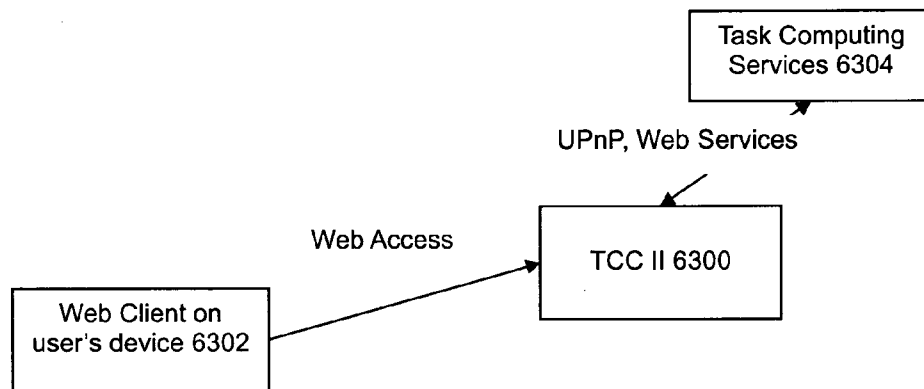 Task Computing
Services 6304
UPnP, Web Services
Web Access
TCC II 6300
Web Client on
user's device 6302